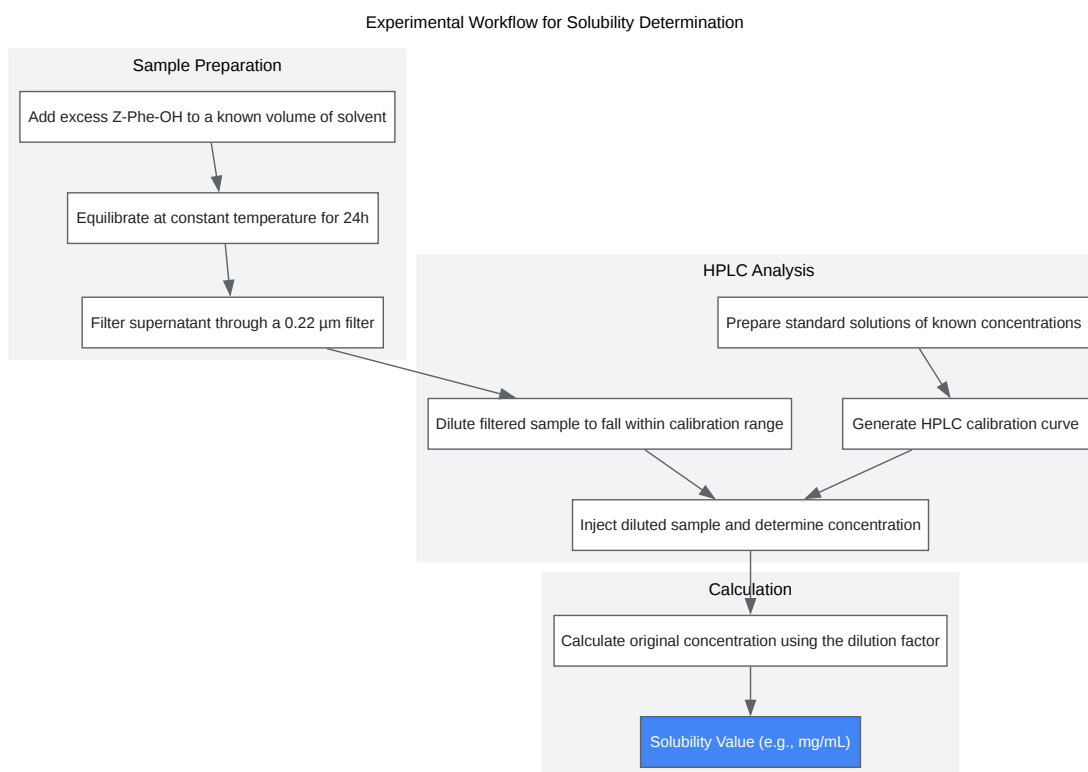 Experimental Workflow for Solubility Determination
Sample Preparation
Add excess Z-Phe-OH to a known volume of solvent
Equilibrate at constant temperature for 24h
Filter supernatant through a 0.22 µm filter
HPLC Analysis
Prepare standard solutions of known concentrations
Dilute filtered sample to fall within calibration range
Generate HPLC calibration curve
Inject diluted sample and determine concentration
Calculation
Calculate original concentration using the dilution factor
Solubility Value (e.g., mg/mL)